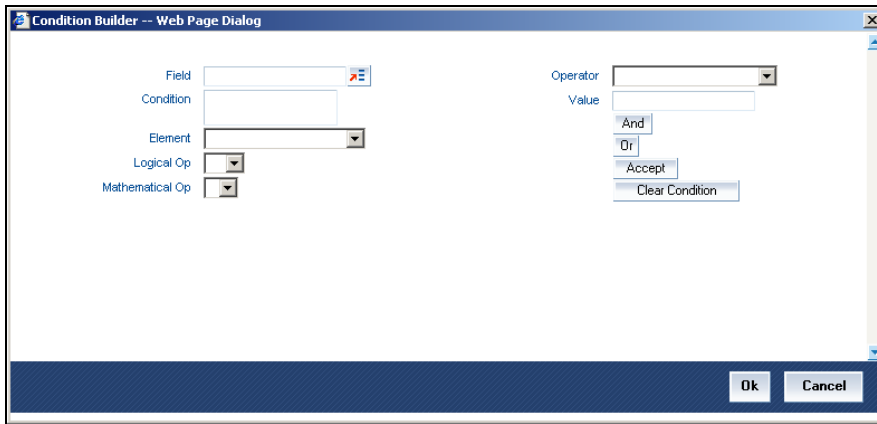 Condition Builder -- Web Page Dialog
Field
Operator
Condition
Value
And
Element
Or
Logical Op
Accept
Mathematical Op
Clear Condition
Ok
Cancel